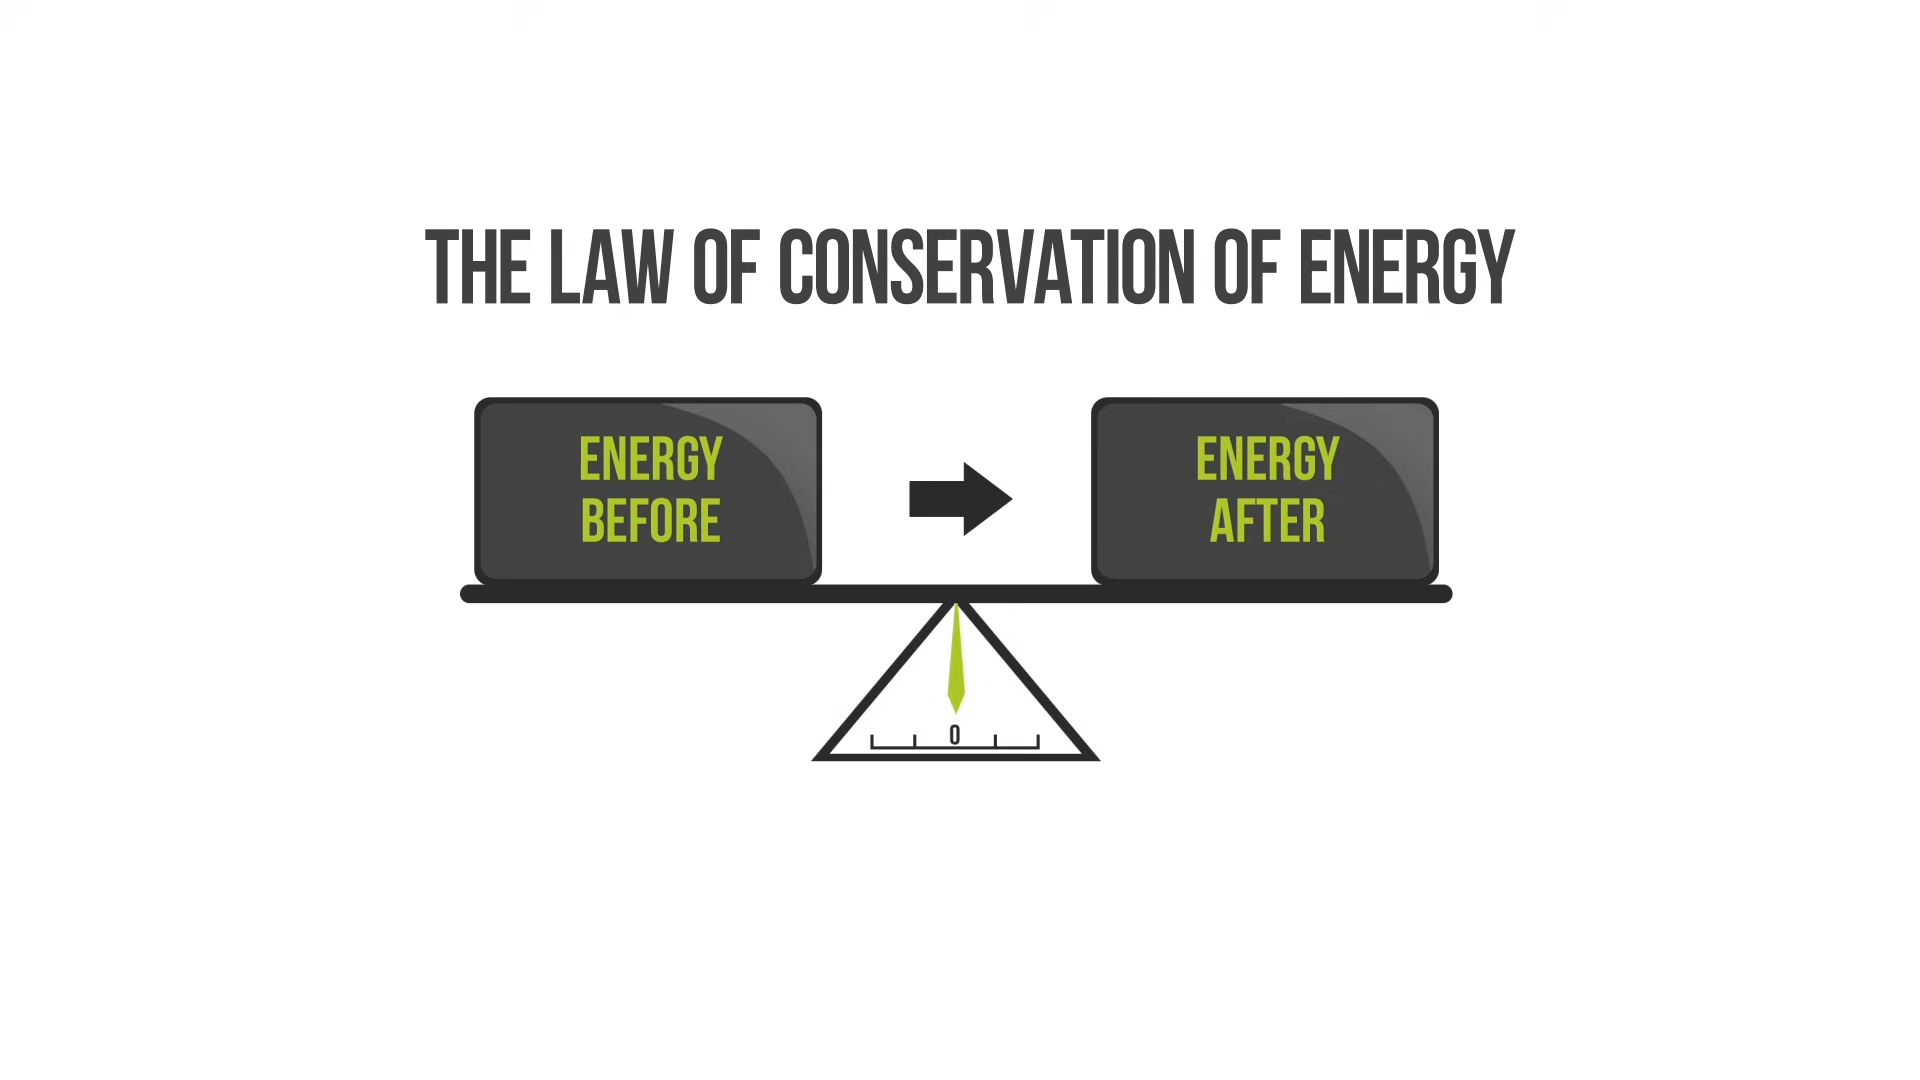 THE LAW OF CONSERVATION OF ENERGY
ENERGY
BEFORE
ENERGY
AFTER
0